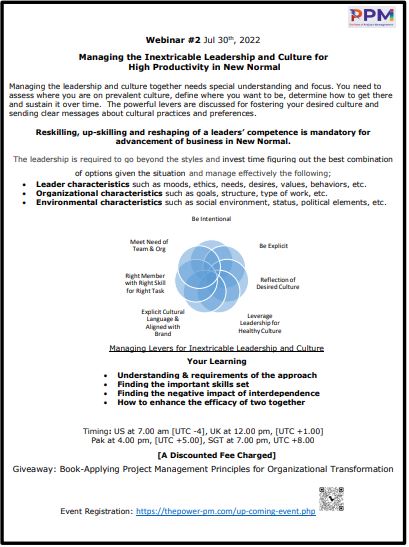 PPM
Webinar #2 Jul 30th, 2022
Managing the Inextricable Leadership and Culture for
High Productivity in New Normal
Managing the leadership and culture together needs special understanding and focus. You need to
assess where you are on prevalent culture, define where you want to be, determine how to get there
and sustain it over time. The powerful levers are discussed for fostering your desired culture and
sending clear messages about cultural practices and preferences.
Reskilling, up-skilling and reshaping of a leaders’ competence is mandatory for
advancement of business in New Normal.
The leadership is required to go beyond the styles and invest time figuring out the best combination
of options given the situation and manage effectively the following;
• Leader characteristics such as moods, ethics, needs, desires, values, behaviors, etc.
• Organizational characteristics such as goals, structure, type of work, etc.
• Environmental characteristics such as social environment, status, political elements, etc.
Be Intentional
Be Explicit
Reflection of
Desired Culture
Leverage
Leadership for
Healthy Culture
Explicit Cultural
Language &
Aligned with
Brand
Right Member
with Right Skill
for Right Task
Meet Need of
Team & Org
Managing Levers for Inextricable Leadership and Culture
Your Learning
• Understanding & requirements of the approach
• Finding the important skills set
• Finding the negative impact of interdependence
• How to enhance the efficacy of two together
Timing: US at 7.00 am [UTC -4], UK at 12.00 pm, [UTC +1.00]
Pak at 4.00 pm, [UTC +5.00], SGT at 7.00 pm, UTC +8.00
[A Discounted Fee Charged]
Giveaway: Book-Applying Project Management Principles for Organizational Transformation
Event Registration: https://thepower-pm.com/up-coming-event.php